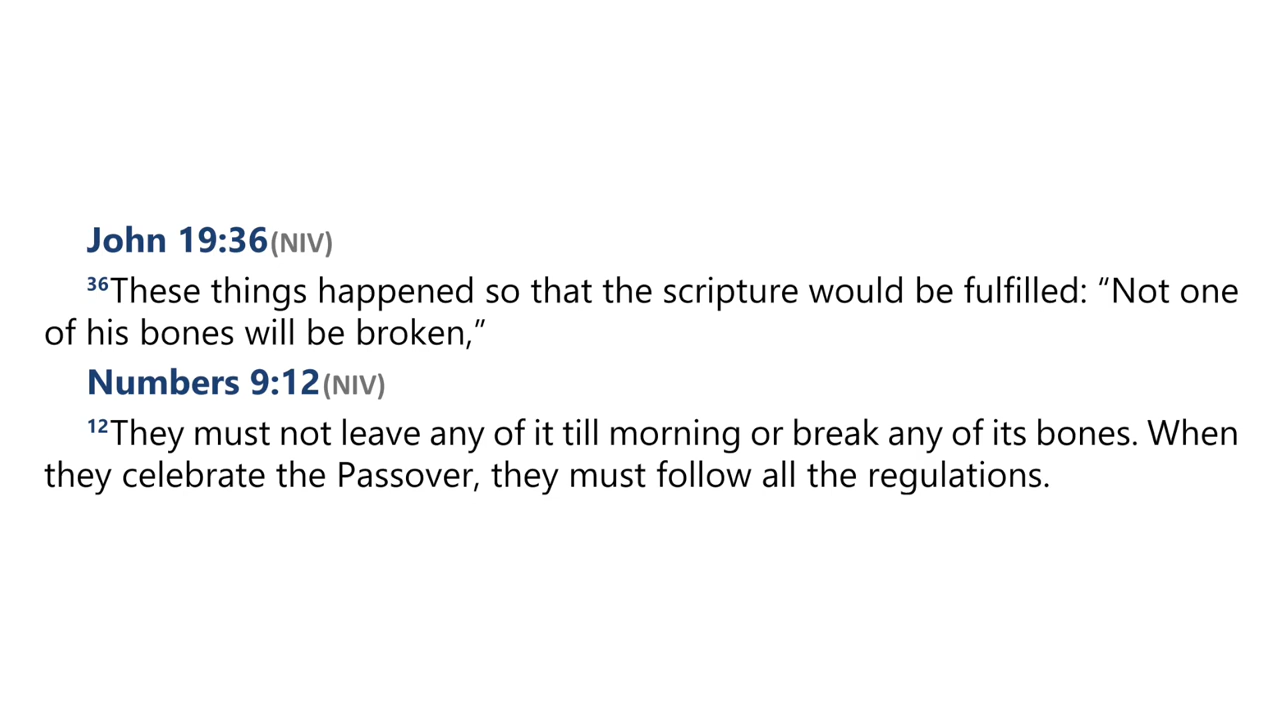 John 19:36(NIV)
36These things happened so that the scripture would be fulfilled: “Not one
of his bones will be broken,”
Numbers 9:12(NIV)
12They must not leave any of it till morning or break any of its bones. When
they celebrate the Passover, they must follow all the regulations.